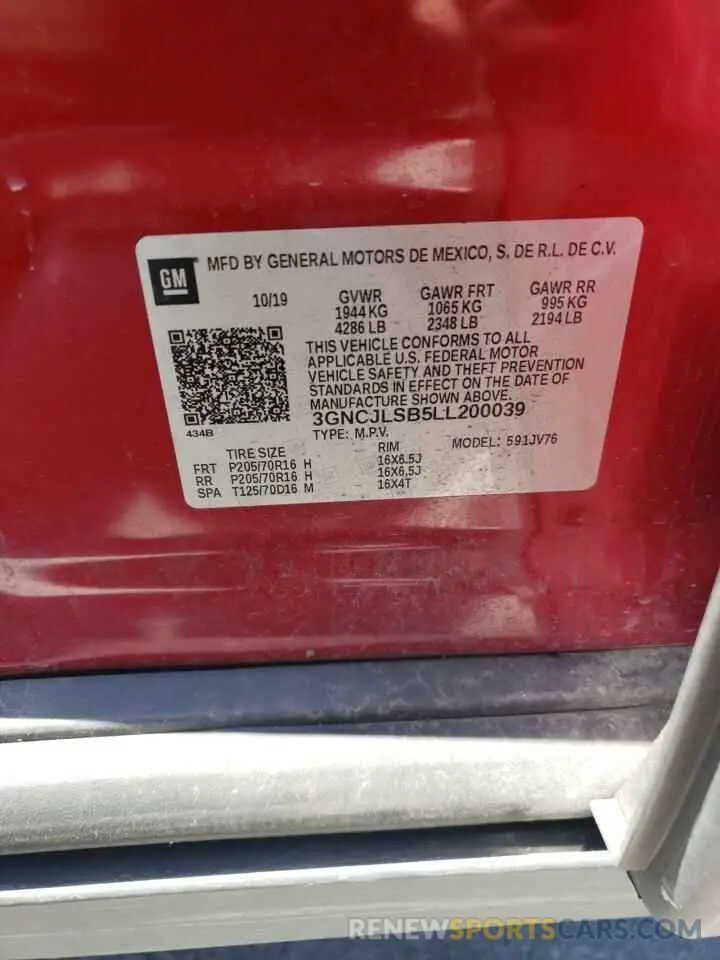 GM
MFD BY GENERAL MOTORS DE MEXICO, S. DE R.L. DE C.V.
10/19 GVWR GAWR FRT GAWR RR
1944 KG 1065 KG 995 KG
4286 LB 2348 LB 2194 LB
THIS VEHICLE CONFORMS TO ALL
APPLICABLE U.S. FEDERAL MOTOR
VEHICLE SAFETY AND THEFT PREVENTION
STANDARDS IN EFFECT ON THE DATE OF
MANUFACTURE SHOWN ABOVE.
3GNCJLSB5LL200039
434B TYPE: M.P.V. MODEL: 591JV76
TIRE SIZE RIM
FRT P205/70R16 H 16X6.5J
RR P205/70R16 H 16X6.5J
SPA T125/70D16 M 16X4T
RENEWSPORTSCARS.COM